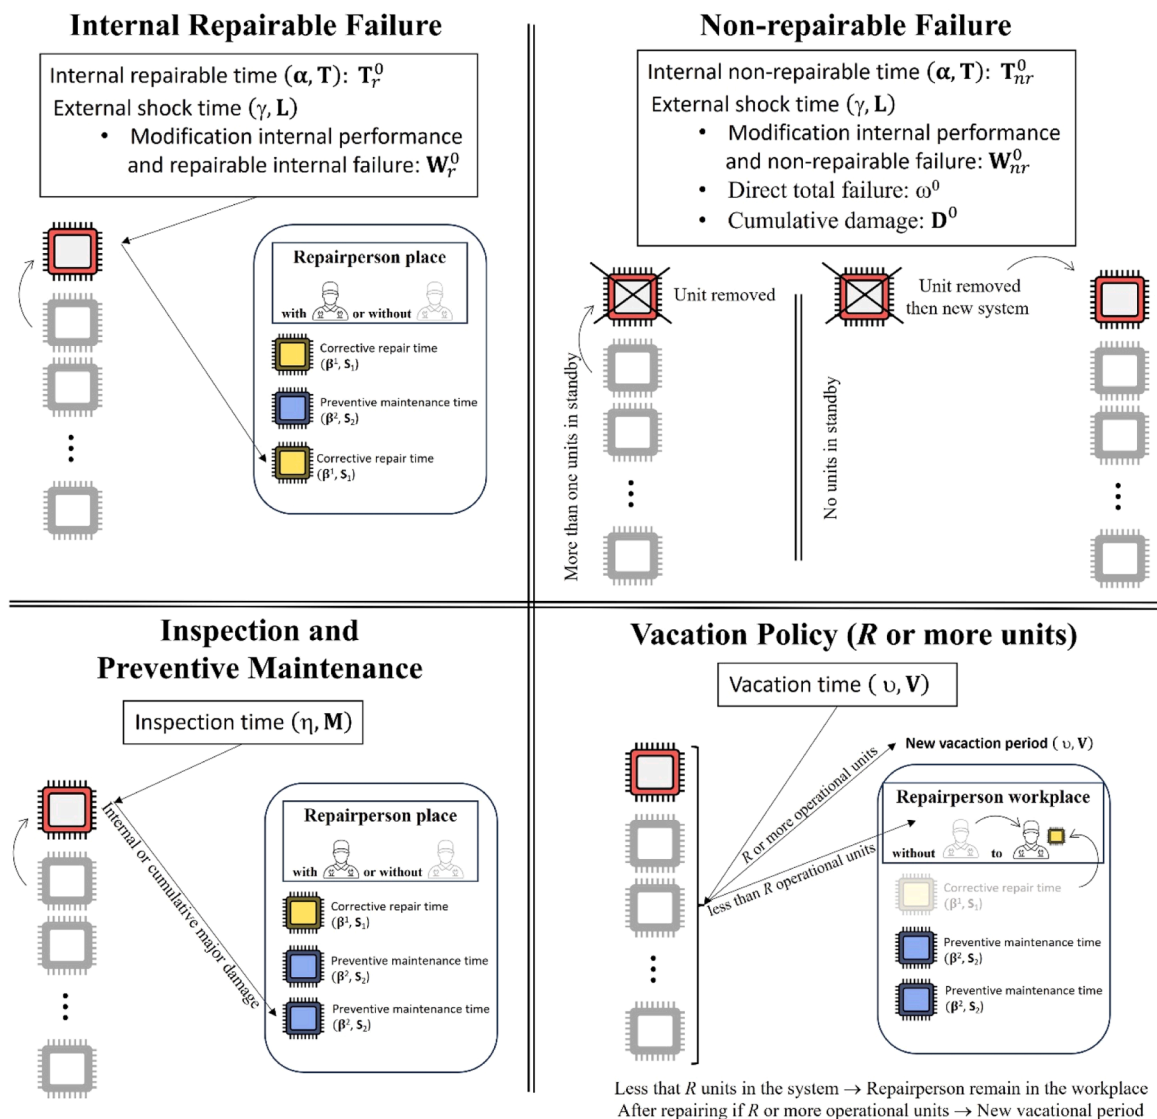 Internal Repairable Failure
Internal repairable time (α, T): T_r^0
External shock time (γ, L)
• Modification internal performance
and repairable internal failure: W_r^0
Repairperson place
with or without
Corrective repair time
(β¹, S₁)
Preventive maintenance time
(β², S₂)
Corrective repair time
(β¹, S₁)
Non-repairable Failure
Internal non-repairable time (α, T): T_nr^0
External shock time (γ, L)
• Modification internal performance
and non-repairable failure: W_nr^0
• Direct total failure: ω⁰
• Cumulative damage: D⁰
Unit removed
More than one units in standby
Unit removed
then new system
No units in standby
Inspection and
Preventive Maintenance
Inspection time (η, M)
Internal or cumulative major damage
Repairperson place
with or without
Corrective repair time
(β¹, S₁)
Preventive maintenance time
(β², S₂)
Preventive maintenance time
(β², S₂)
Vacation Policy (R or more units)
Vacation time ( υ, V)
R or more operational units
New vacaction period ( υ, V)
less than R operational units
Repairperson workplace
without to
Corrective repair time
(β¹, S₁)
Preventive maintenance time
(β², S₂)
Preventive maintenance time
(β², S₂)
Less that R units in the system → Repairperson remain in the workplace
After repairing if R or more operational units → New vacational period